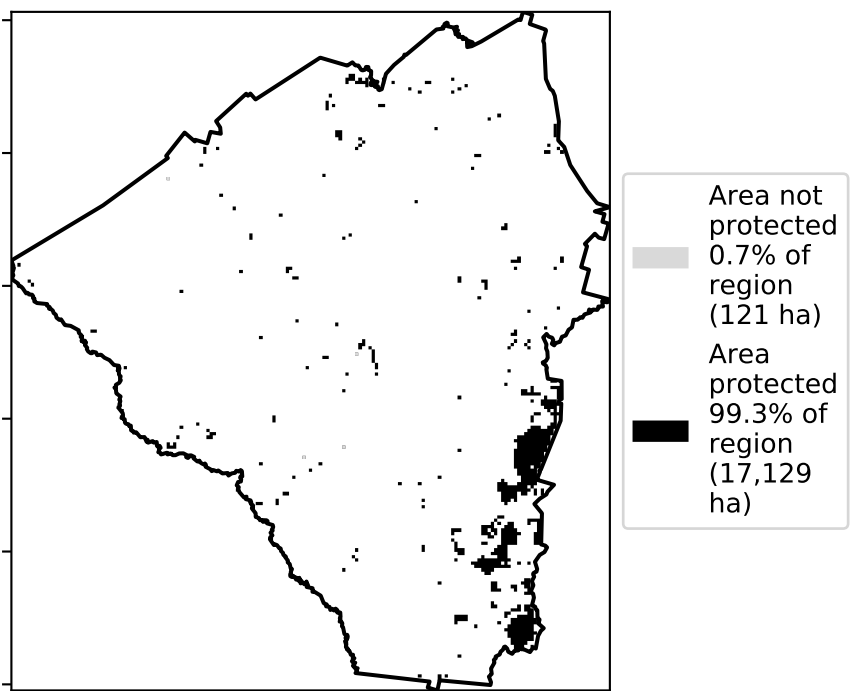 Area not
protected
0.7% of
region
(121 ha)
Area
protected
99.3% of
region
(17,129
ha)